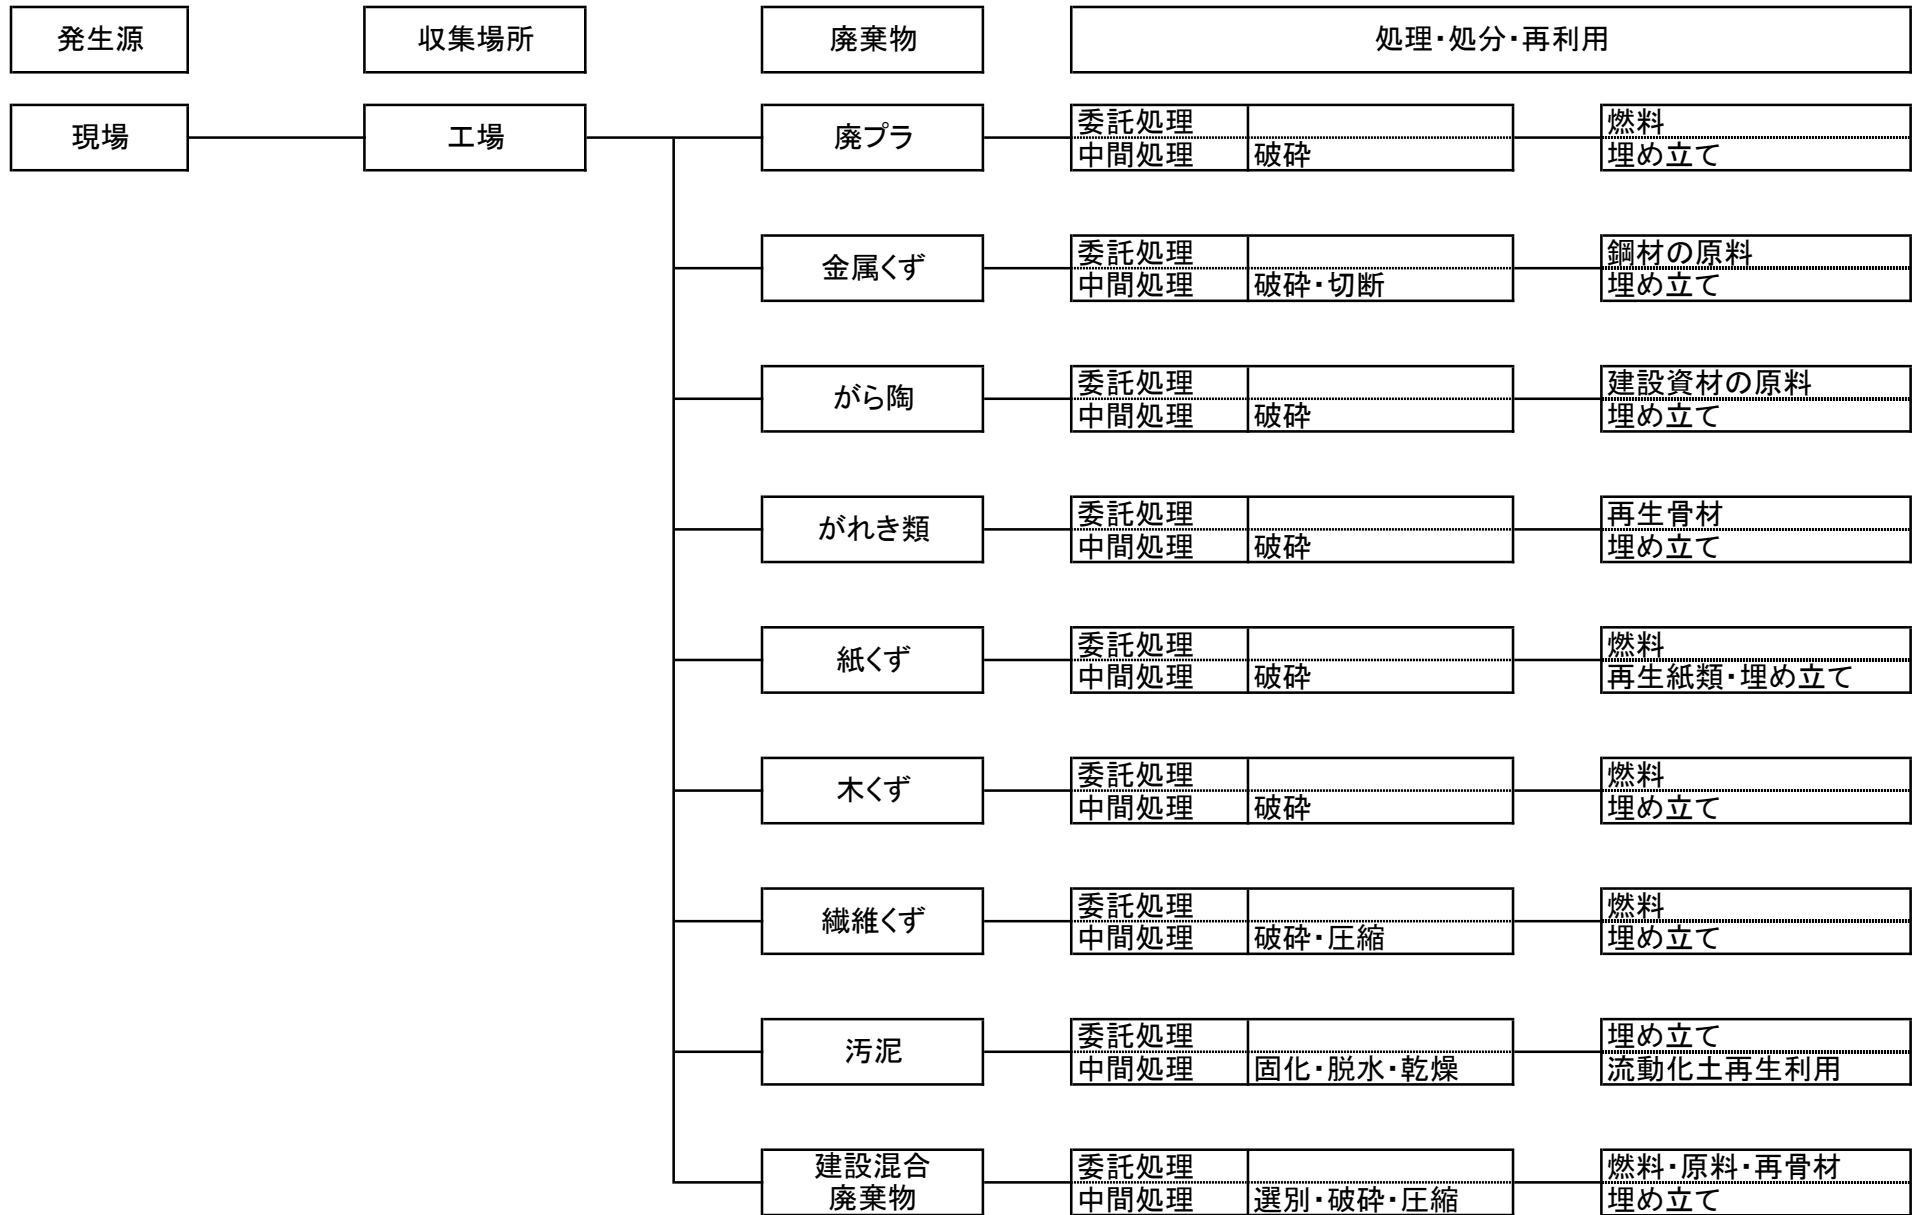 発生源
収集場所
廃棄物
処理・処分・再利用
現場
工場
廃プラ
委託処理
中間処理
破砕
燃料
埋め立て
金属くず
委託処理
中間処理
破砕・切断
鋼材の原料
埋め立て
がら陶
委託処理
中間処理
破砕
建設資材の原料
埋め立て
がれき類
委託処理
中間処理
破砕
再生骨材
埋め立て
紙くず
委託処理
中間処理
破砕
燃料
再生紙類・埋め立て
木くず
委託処理
中間処理
破砕
燃料
埋め立て
繊維くず
委託処理
中間処理
破砕・圧縮
燃料
埋め立て
汚泥
委託処理
中間処理
固化・脱水・乾燥
埋め立て
流動化土再生利用
建設混合
廃棄物
委託処理
中間処理
選別・破砕・圧縮
燃料・原料・再骨材
埋め立て